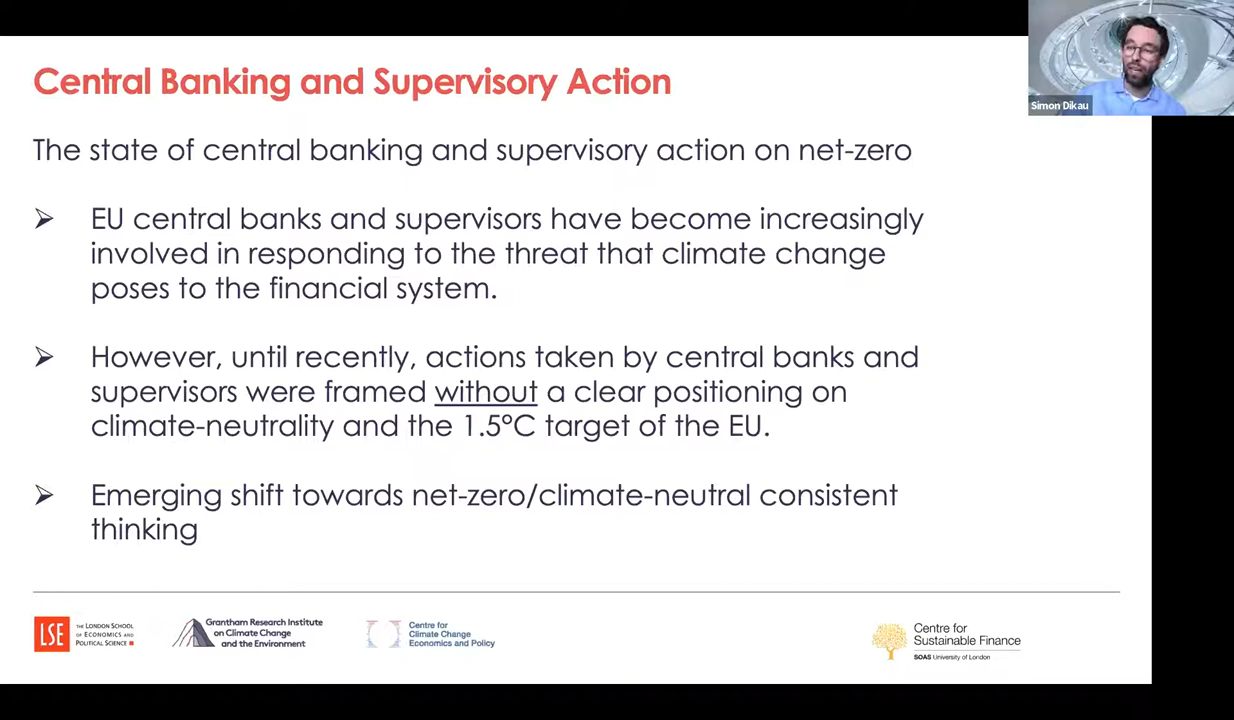 Central Banking and Supervisory Action
Simon Dikau
The state of central banking and supervisory action on net-zero
➢ EU central banks and supervisors have become increasingly
involved in responding to the threat that climate change
poses to the financial system.
➢ However, until recently, actions taken by central banks and
supervisors were framed without a clear positioning on
climate-neutrality and the 1.5°C target of the EU.
➢ Emerging shift towards net-zero/climate-neutral consistent
thinking
LSE
THE LONDON SCHOOL
OF ECONOMICS AND
POLITICAL SCIENCE
Grantham Research Institute
on Climate Change
and the Environment
Centre for
Climate Change
Economics and Policy
Centre for
Sustainable Finance
SOAS University of London